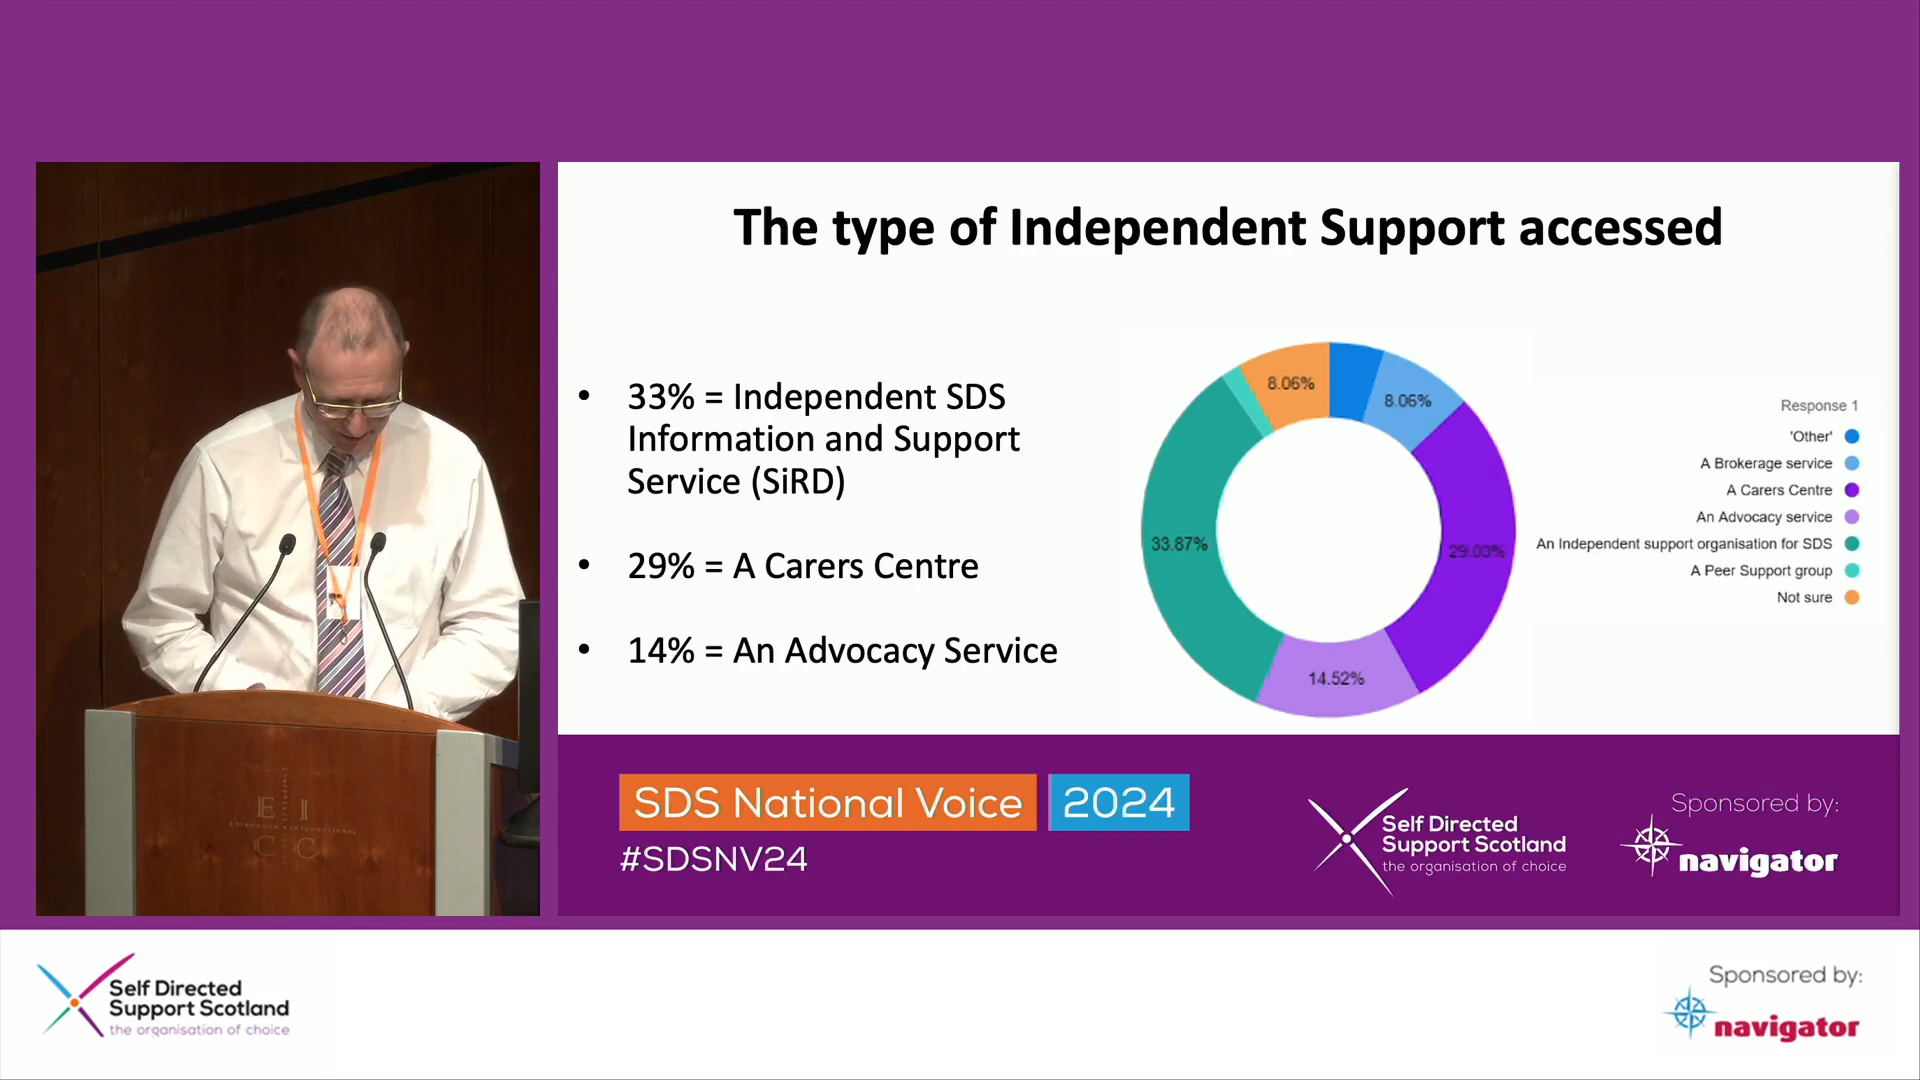 The type of Independent Support accessed
• 33% = Independent SDS
Information and Support
Service (SiRD)
• 29% = A Carers Centre
• 14% = An Advocacy Service
8.06%
8.06%
33.87%
29.03%
14.52%
Response 1
'Other'
A Brokerage service
A Carers Centre
An Advocacy service
An Independent support organisation for SDS
A Peer Support group
Not sure
E I
EDINBURGH INTERNATIONAL
C C
SDS National Voice 2024
#SDSNV24
Self Directed
Support Scotland
the organisation of choice
Sponsored by:
navigator
Self Directed
Support Scotland
the organisation of choice
Sponsored by:
navigator